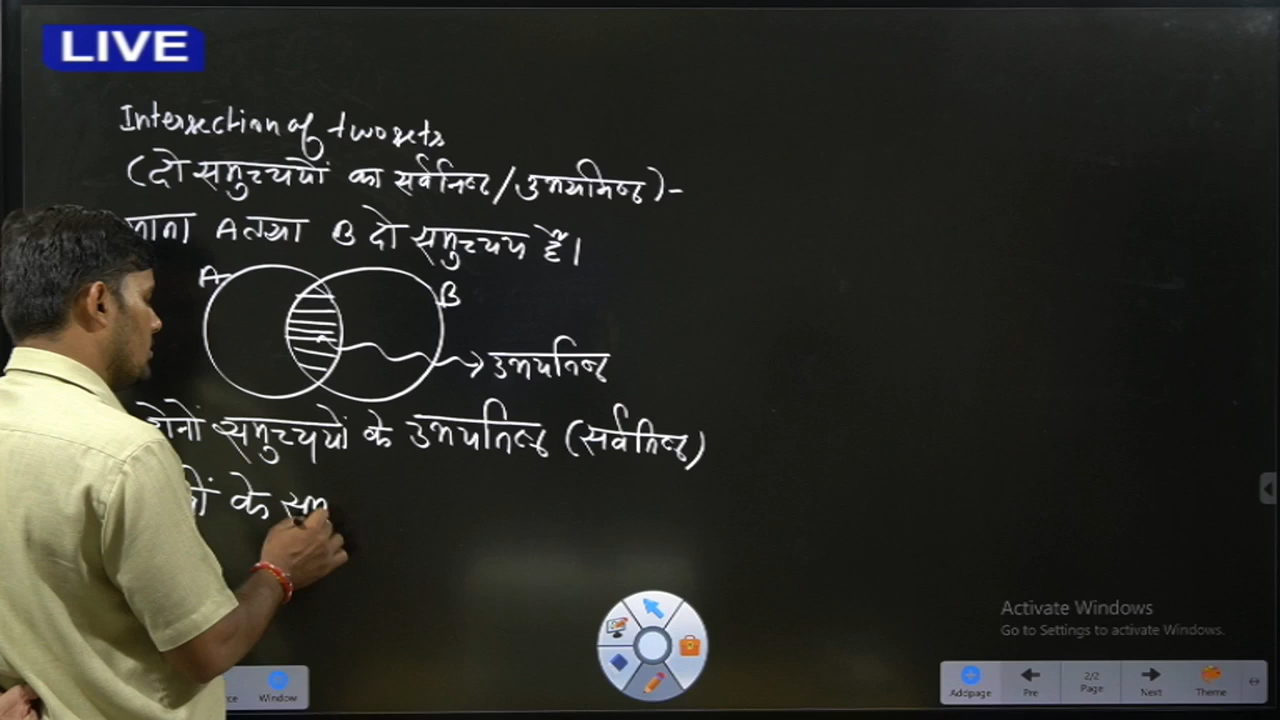 LIVE
Intersection of two sets
(दो समुच्चयों का सर्वनिष्ठ/उभयनिष्ठ)-
माना A तथा B दो समुच्चय हैं।
A
B
उभयनिष्ठ
दोनों समुच्चयों के उभयनिष्ठ (सर्वनिष्ठ)
के सम
Activate Windows
Go to Settings to activate Windows.
Window
Addpage
Pre
2/2
Page
Next
Theme